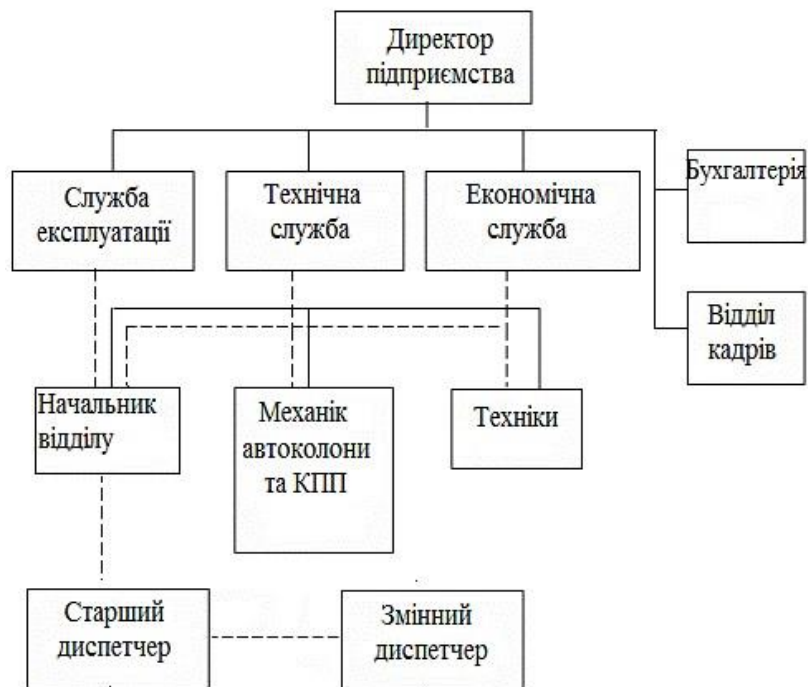 Директор
підприємства
Служба
експлуатації
Технічна
служба
Економічна
служба
Бухгалтерія
Відділ
кадрів
Начальник
відділу
Механік
автоколони
та КПП
Техніки
Старший
диспетчер
Змінний
диспетчер